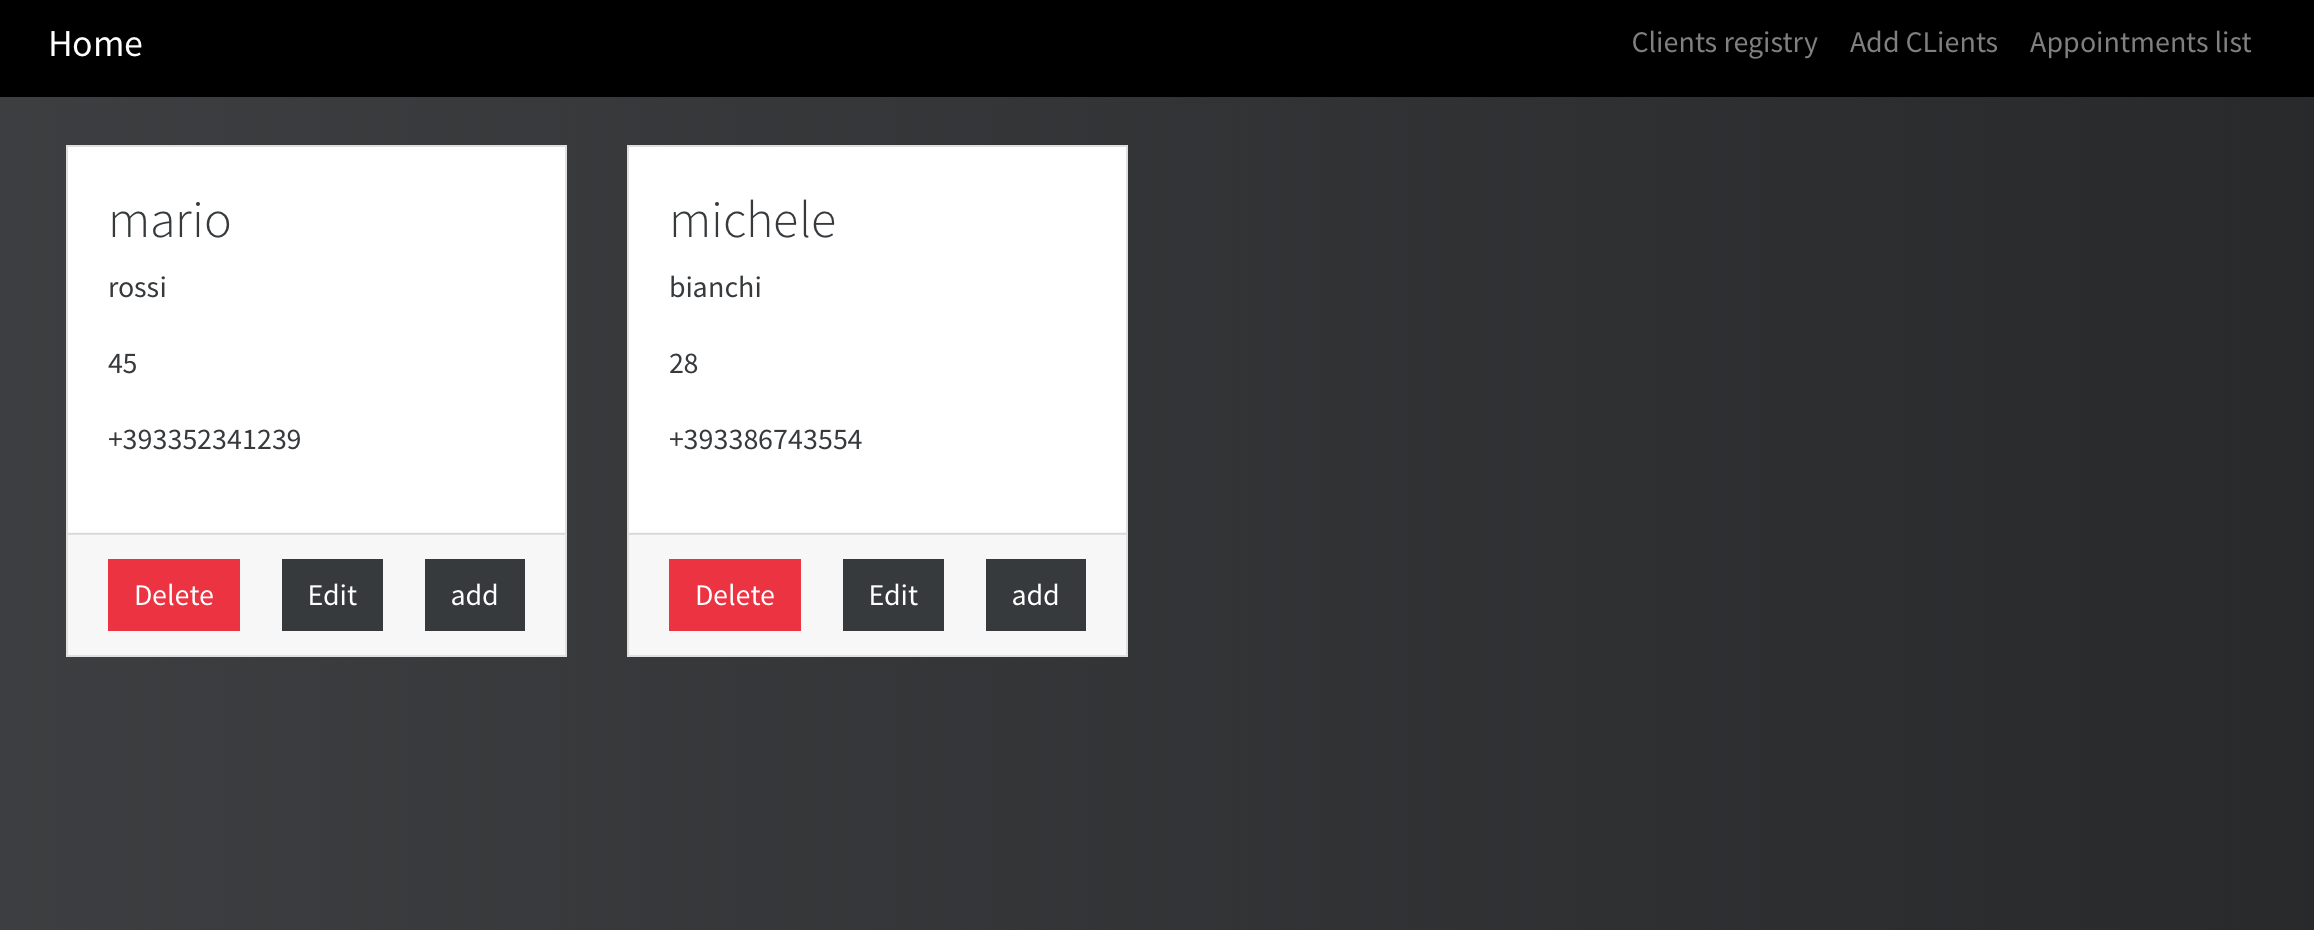 Home
Clients registry Add CLients Appointments list
mario
rossi
45
+393352341239
Delete Edit add
michele
bianchi
28
+393386743554
Delete Edit add